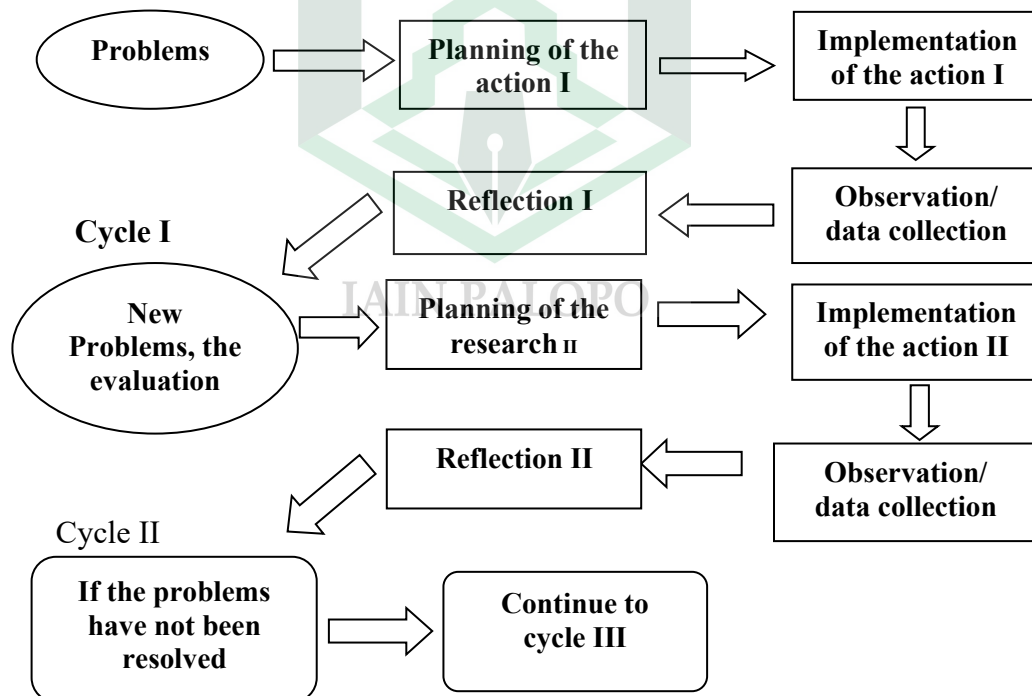 Problems
Planning of the
action I
Implementation
of the action I
Observation/
data collection
Reflection I
Cycle I
New
Problems, the
evaluation
Planning of the
research II
Implementation
of the action II
Observation/
data collection
Reflection II
Cycle II
If the problems
have not been
resolved
Continue to
cycle III
IAIN PALOPO